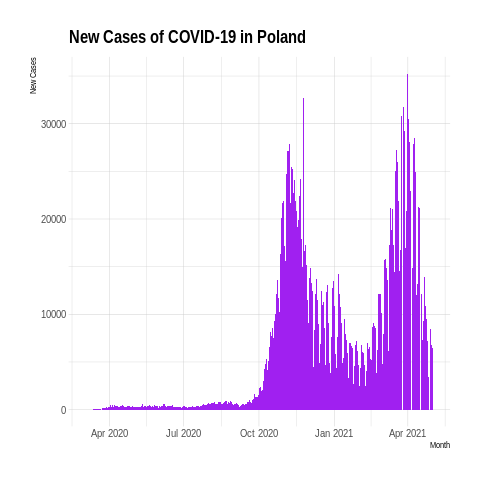 New Cases of COVID-19 in Poland
New Cases
30000
20000
10000
0
Apr 2020 Jul 2020 Oct 2020 Jan 2021 Apr 2021
Month